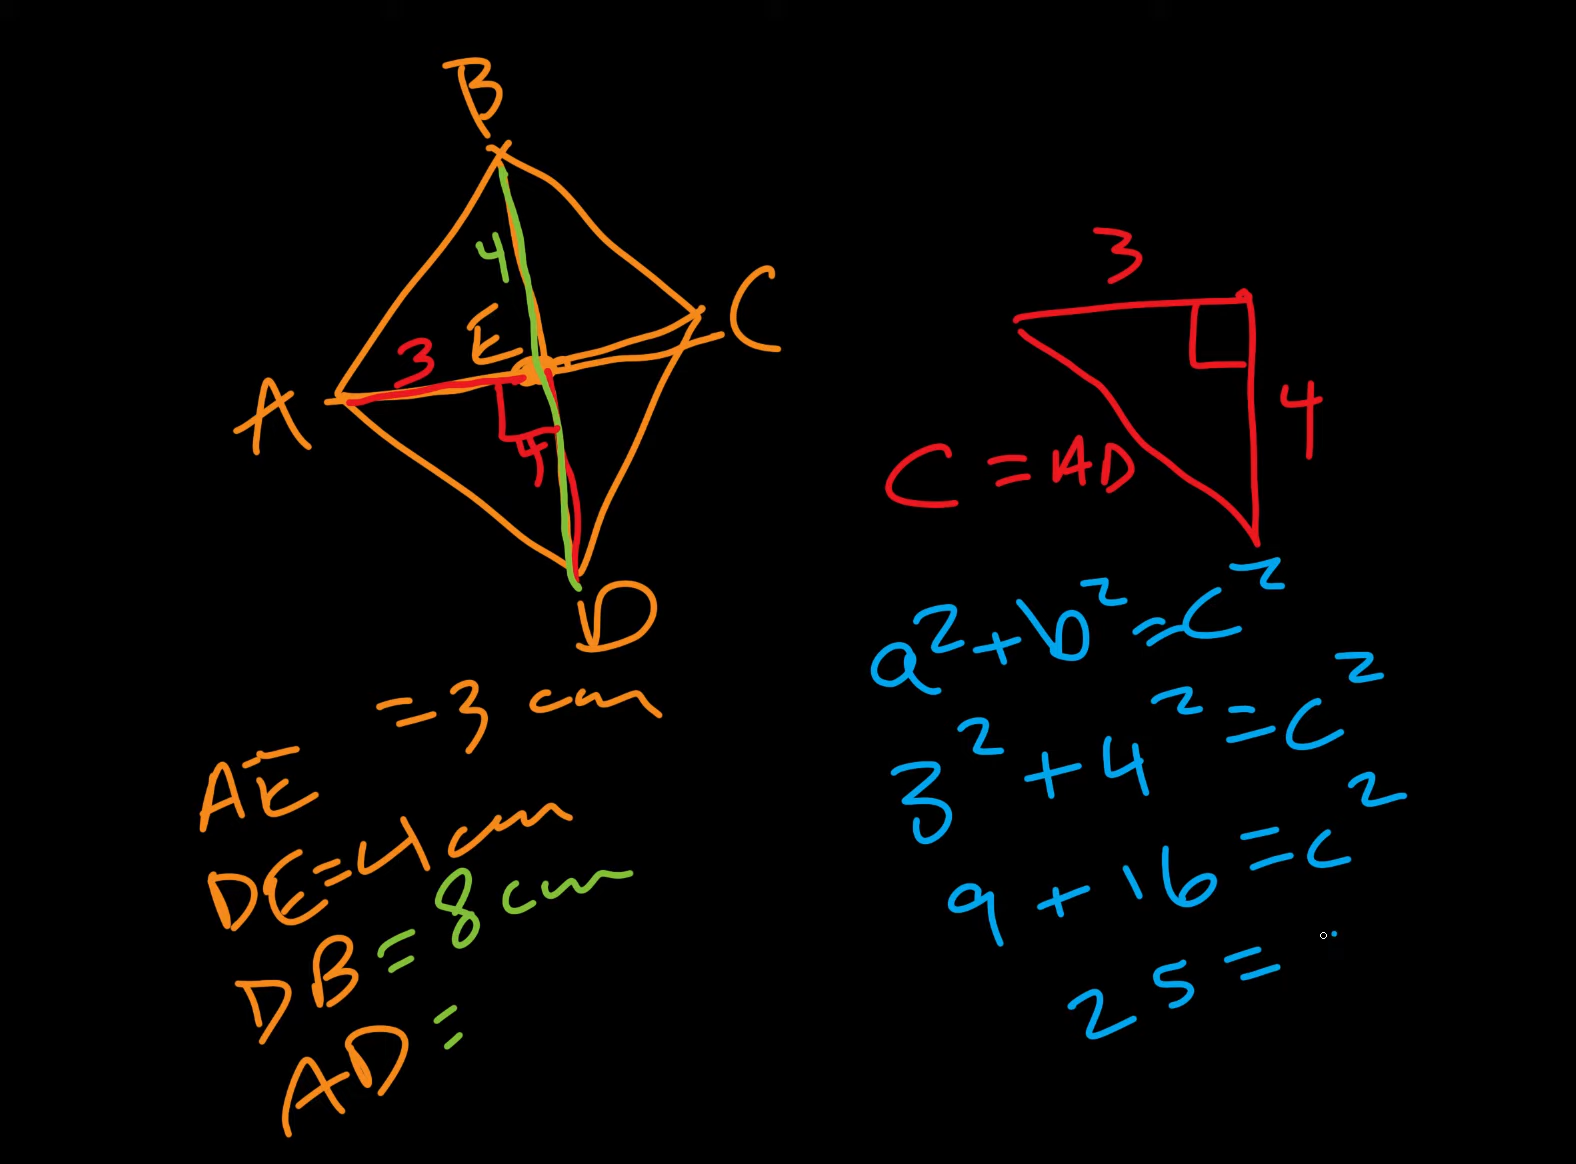 B
4
E
C
3
A
4
D
= 3 cm
AE
DE = 4 cm
DB = 8 cm
AD =
3
4
C = AD
a² + b² = c²
3² + 4² = c²
9 + 16 = c²
25 =